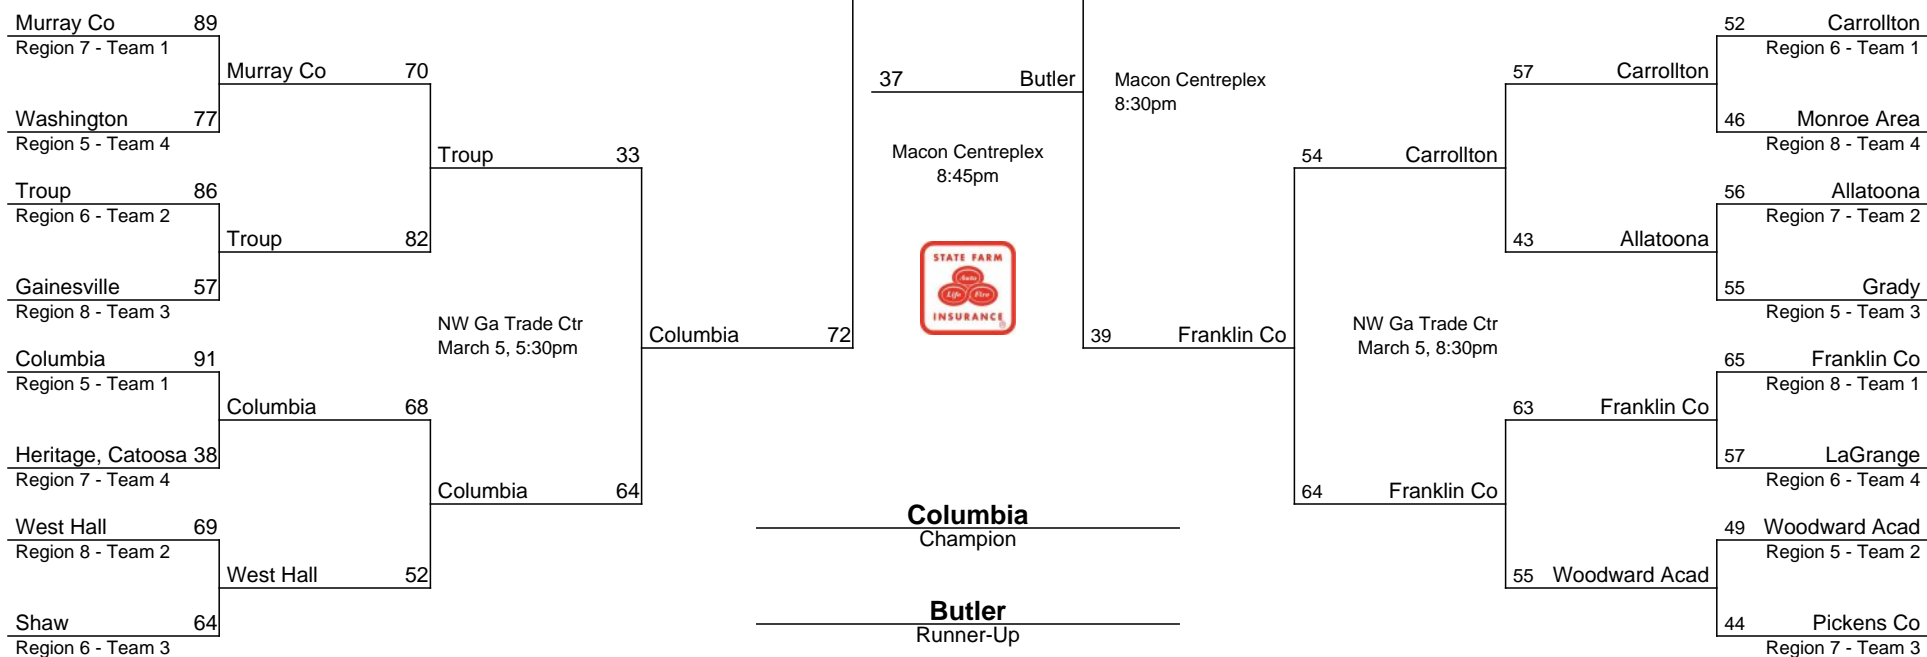 Murray Co 89
Region 7 - Team 1
Murray Co 70
Washington 77
Region 5 - Team 4
Troup 33
Troup 86
Region 6 - Team 2
Troup 82
Gainesville 57
Region 8 - Team 3
NW Ga Trade Ctr
March 5, 5:30pm
Columbia 72
Columbia 91
Region 5 - Team 1
Columbia 68
Heritage, Catoosa 38
Region 7 - Team 4
Columbia 64
West Hall 69
Region 8 - Team 2
West Hall 52
Shaw 64
Region 6 - Team 3
37 Butler
Macon Centreplex
8:30pm
Macon Centreplex
8:45pm
STATE FARM
Auto
Life Fire
INSURANCE
®
Columbia
Champion
Butler
Runner-Up
52 Carrollton
Region 6 - Team 1
57 Carrollton
46 Monroe Area
Region 8 - Team 4
54 Carrollton
56 Allatoona
Region 7 - Team 2
43 Allatoona
55 Grady
Region 5 - Team 3
NW Ga Trade Ctr
March 5, 8:30pm
39 Franklin Co
65 Franklin Co
Region 8 - Team 1
63 Franklin Co
57 LaGrange
Region 6 - Team 4
64 Franklin Co
49 Woodward Acad
Region 5 - Team 2
55 Woodward Acad
44 Pickens Co
Region 7 - Team 3